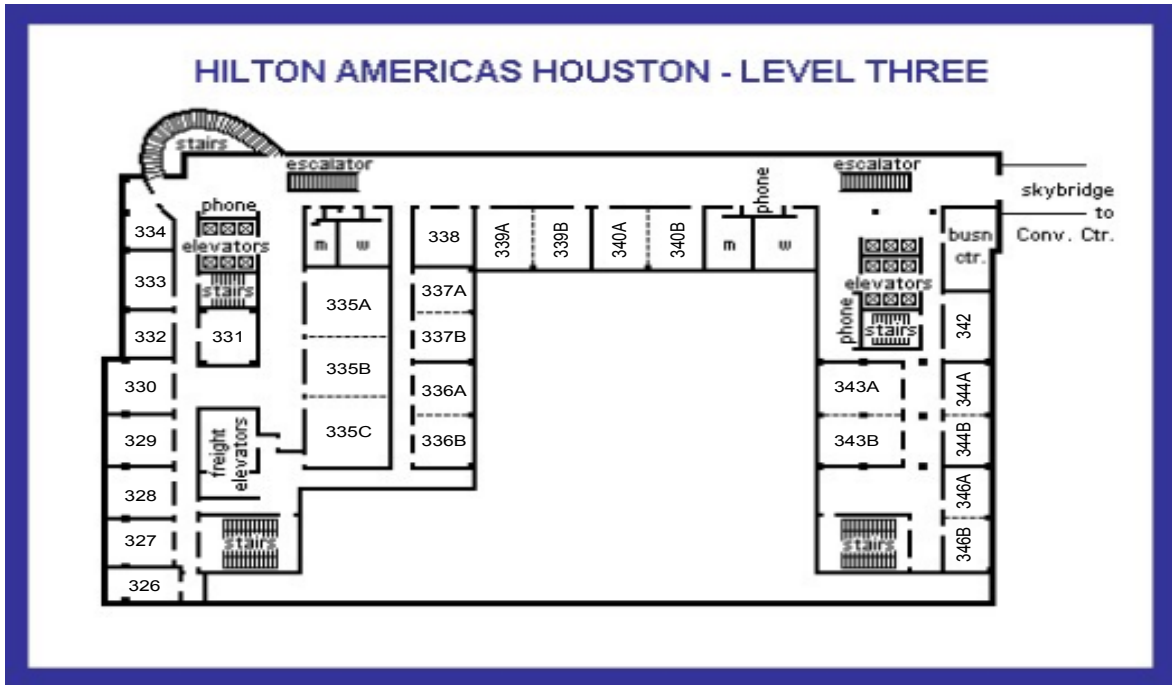 HILTON AMERICAS HOUSTON - LEVEL THREE
stairs
escalator
escalator
phone
skybridge
to
Conv. Ctr.
phone
334
elevators
m
w
338
339A
339B
340A
340B
m
w
busn
ctr.
333
stairs
335A
337A
elevators
332
331
337B
phone
stairs
342
335B
330
336A
343A
344A
329
freight
elevators
335C
336B
343B
344B
328
346A
327
stairs
stairs
346B
326